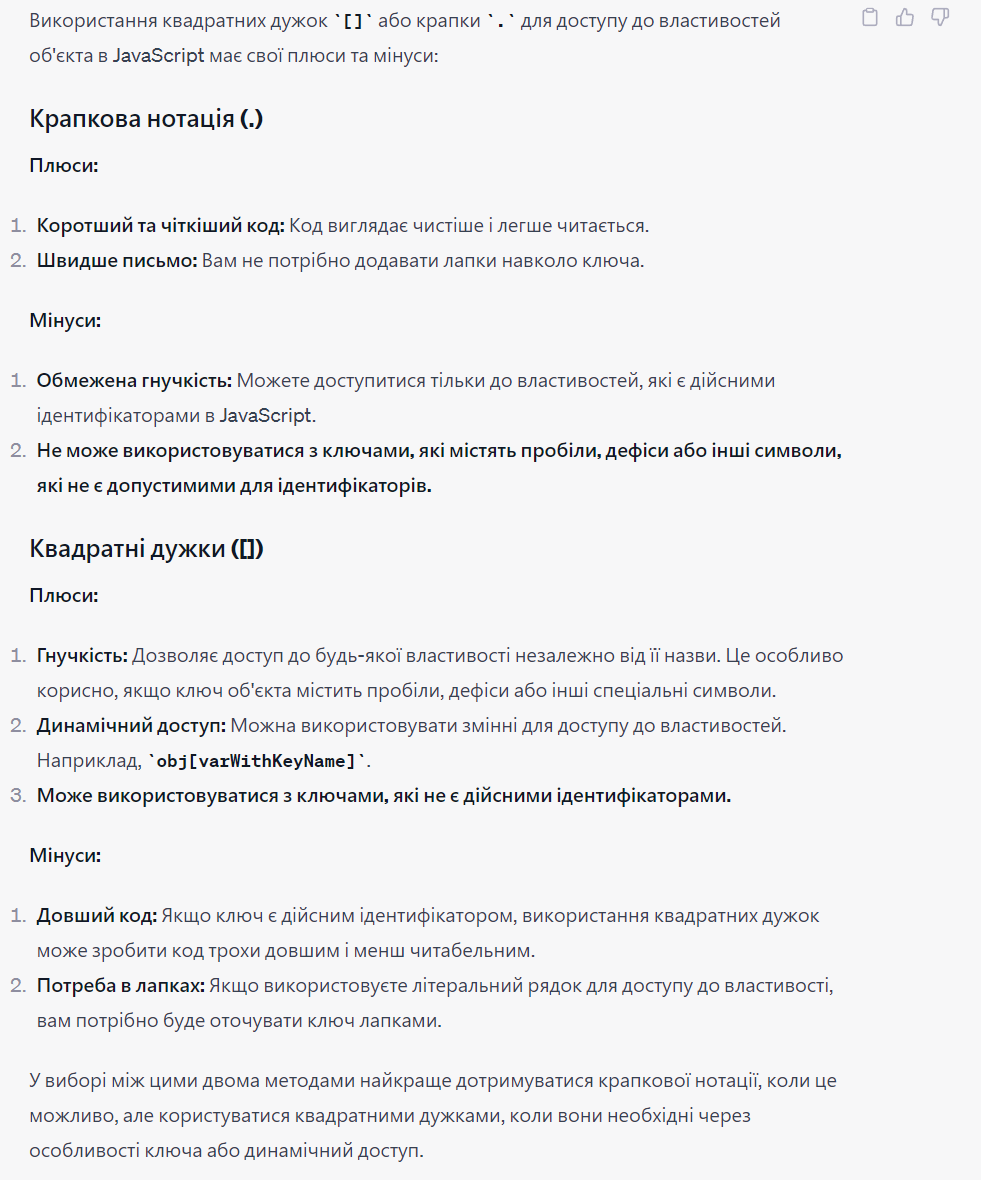 Використання квадратних дужок `[]` або крапки `.` для доступу до властивостей
об'єкта в JavaScript має свої плюси та мінуси:
Крапкова нотація (.)
Плюси:
1. Коротший та чіткіший код: Код виглядає чистіше і легше читається.
2. Швидше письмо: Вам не потрібно додавати лапки навколо ключа.
Мінуси:
1. Обмежена гнучкість: Можете доступитися тільки до властивостей, які є дійсними
ідентифікаторами в JavaScript.
2. Не може використовуватися з ключами, які містять пробіли, дефіси або інші символи,
які не є допустимими для ідентифікаторів.
Квадратні дужки ([])
Плюси:
1. Гнучкість: Дозволяє доступ до будь-якої властивості незалежно від її назви. Це особливо
корисно, якщо ключ об'єкта містить пробіли, дефіси або інші спеціальні символи.
2. Динамічний доступ: Можна використовувати змінні для доступу до властивостей.
Наприклад, `obj[varWithKeyName]`.
3. Може використовуватися з ключами, які не є дійсними ідентифікаторами.
Мінуси:
1. Довший код: Якщо ключ є дійсним ідентифікатором, використання квадратних дужок
може зробити код трохи довшим і менш читабельним.
2. Потреба в лапках: Якщо використовуєте літеральний рядок для доступу до властивості,
вам потрібно буде оточувати ключ лапками.
У виборі між цими двома методами найкраще дотримуватися крапкової нотації, коли це
можливо, але користуватися квадратними дужками, коли вони необхідні через
особливості ключа або динамічний доступ.